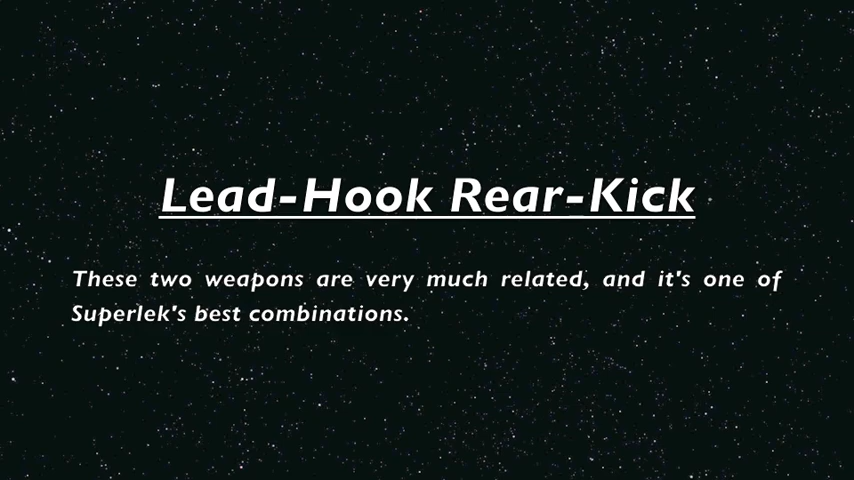 Lead-Hook Rear-Kick
These two weapons are very much related, and it's one of
Superlek's best combinations.